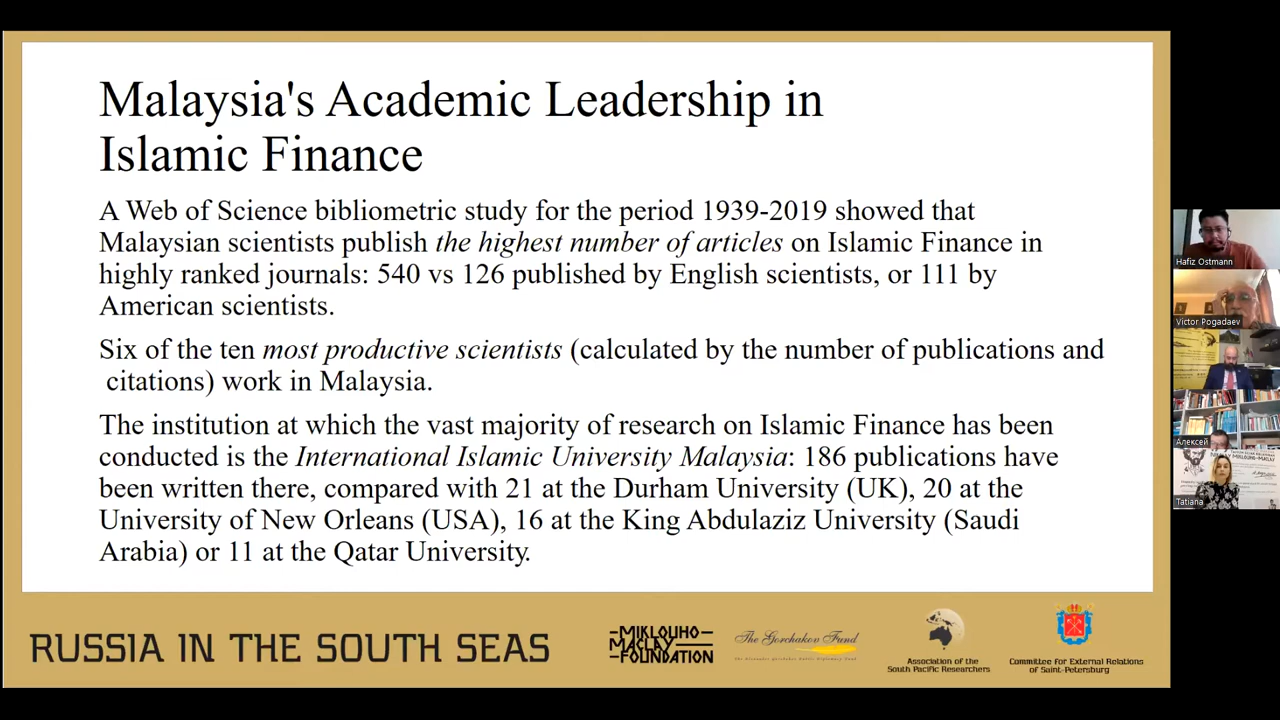 Malaysia's Academic Leadership in
Islamic Finance
A Web of Science bibliometric study for the period 1939-2019 showed that
Malaysian scientists publish the highest number of articles on Islamic Finance in
highly ranked journals: 540 vs 126 published by English scientists, or 111 by
American scientists.
Six of the ten most productive scientists (calculated by the number of publications and
citations) work in Malaysia.
The institution at which the vast majority of research on Islamic Finance has been
conducted is the International Islamic University Malaysia: 186 publications have
been written there, compared with 21 at the Durham University (UK), 20 at the
University of New Orleans (USA), 16 at the King Abdulaziz University (Saudi
Arabia) or 11 at the Qatar University.
Hafiz Ostmann
Victor Pogadaev
Алексей
Tatiana
RUSSIA IN THE SOUTH SEAS
MIKLOUHO
MACLAY
FOUNDATION
The Gorchakov Fund
Association of the
South Pacific Researchers
Committee for External Relations
of Saint-Petersburg